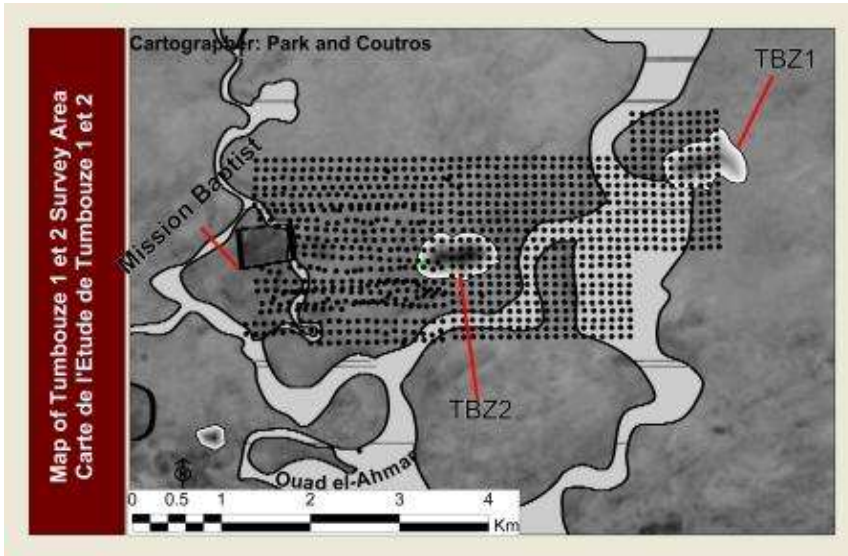 Map of Tumbouze 1 et 2 Survey Area
Carte de l'Etude de Tumbouze 1 et 2
Cartographer: Park and Coutros
TBZ1
Mission Baptist
TBZ2
Ouad el-Ahmar
0 0.5 1 2 3 4
Km